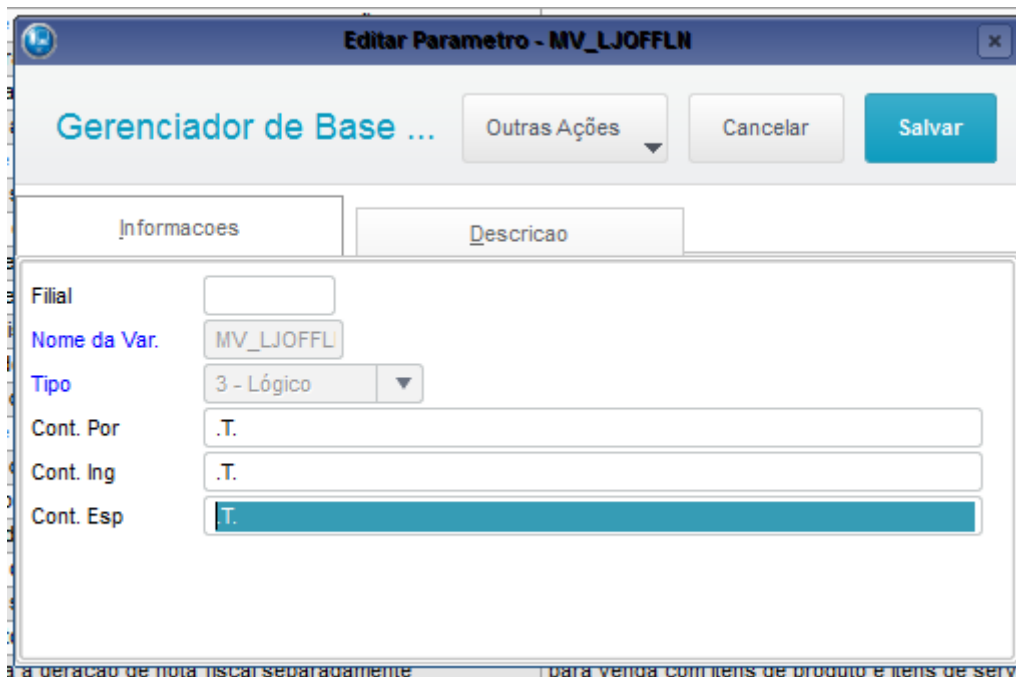 Editar Parametro - MV_LJOFFLN
Gerenciador de Base ...
Outras Ações
Cancelar
Salvar
Informacoes
Descricao
Filial
Nome da Var. MV_LJOFFL
Tipo 3 - Lógico
Cont. Por .T.
Cont. Ing .T.
Cont. Esp .T.
a geração de nota fiscal separadamente
para venda com itens de produto e itens de serv